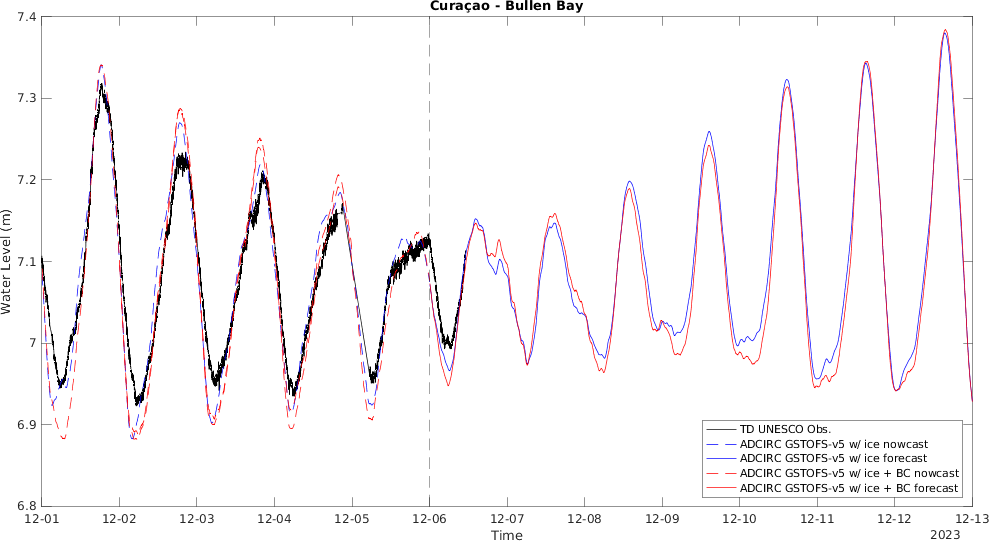 Curaçao - Bullen Bay
7.4
7.3
7.2
7.1
7
6.9
6.8
Water Level (m)
TD UNESCO Obs.
ADCIRC GSTOFS-v5 w/ ice nowcast
ADCIRC GSTOFS-v5 w/ ice forecast
ADCIRC GSTOFS-v5 w/ ice + BC nowcast
ADCIRC GSTOFS-v5 w/ ice + BC forecast
12-01 12-02 12-03 12-04 12-05 12-06 12-07 12-08 12-09 12-10 12-11 12-12 12-13
Time
2023